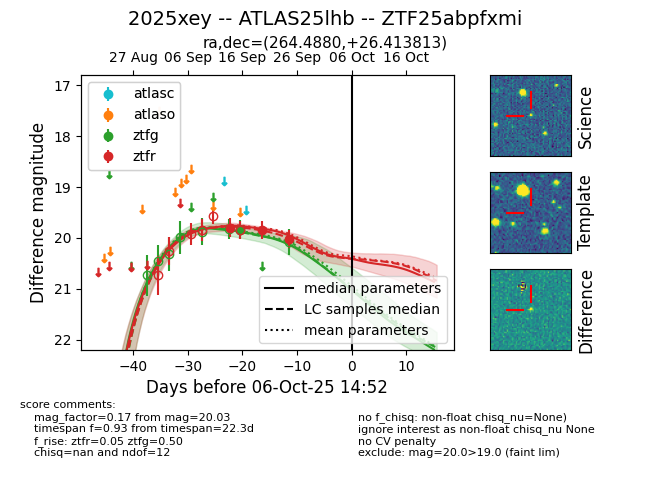 2025xey -- ATLAS25lhb -- ZTF25abpfxmi
ra,dec=(264.4880,+26.413813)
27 Aug 06 Sep 16 Sep 26 Sep 06 Oct 16 Oct
17
18
19
20
21
22
Difference magnitude
atlasc
atlaso
ztfg
ztfr
median parameters
LC samples median
mean parameters
−40 −30 −20 −10 0 10
Days before 06-Oct-25 14:52
Science
Template
Difference
score comments:
mag_factor=0.17 from mag=20.03
timespan f=0.93 from timespan=22.3d
f_rise: ztfr=0.05 ztfg=0.50
chisq=nan and ndof=12
no f_chisq: non-float chisq_nu=None)
ignore interest as non-float chisq_nu None
no CV penalty
exclude: mag=20.0>19.0 (faint lim)